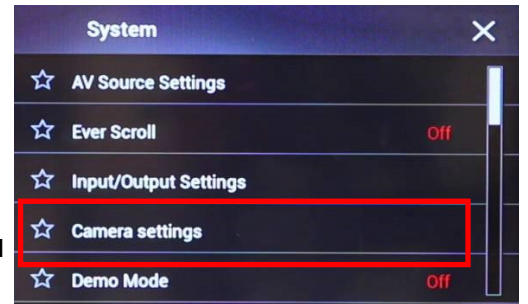 System
AV Source Settings
Ever Scroll Off
Input/Output Settings
Camera settings
Demo Mode Off